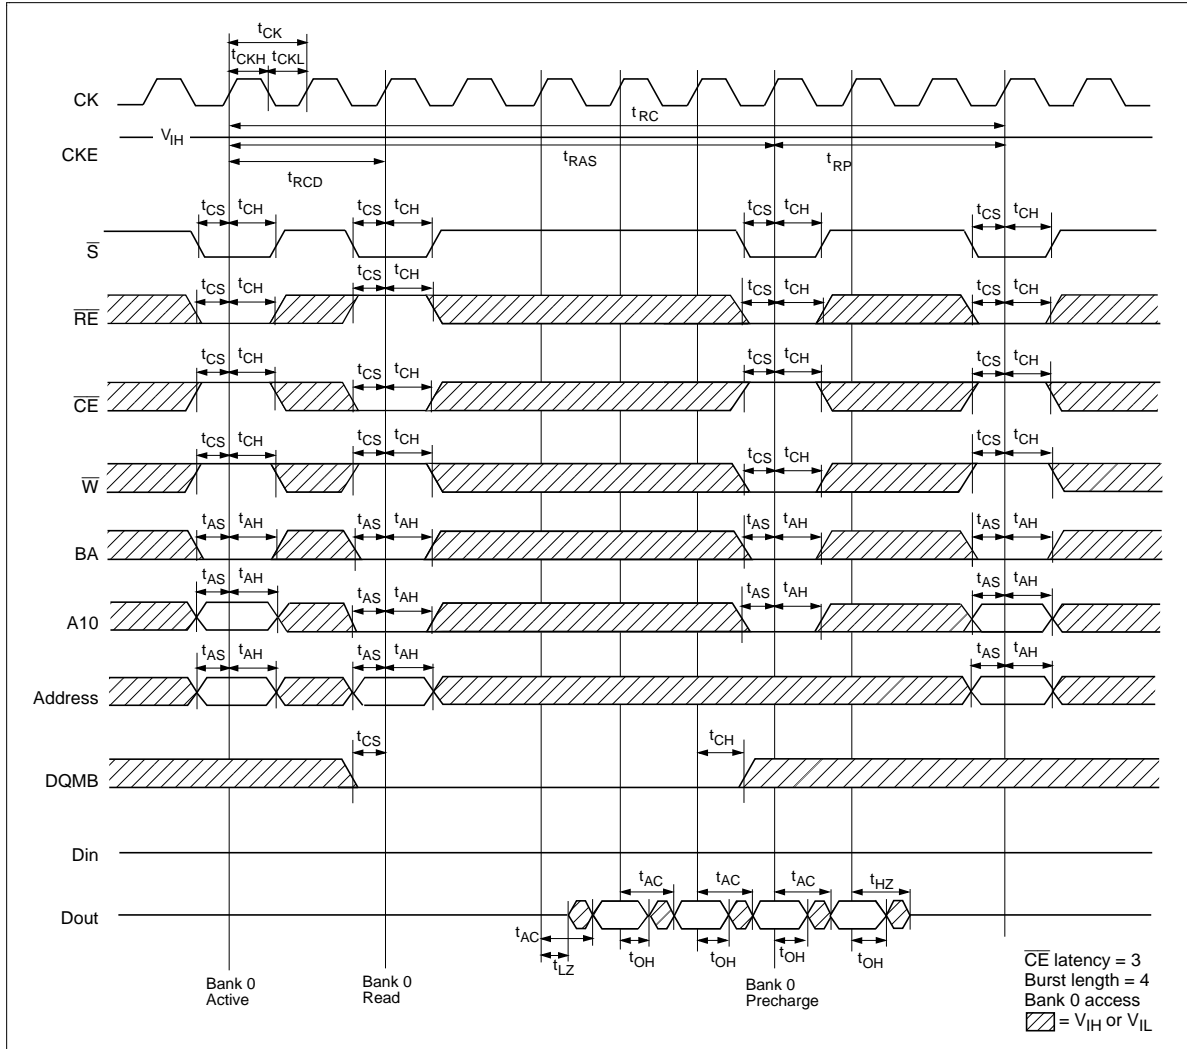 tCK
tCKH tCKL
CK
tRC
VIH
CKE
tRAS
tRP
tRCD
tCS tCH tCS tCH tCS tCH tCS tCH
S̅
tCS tCH tCS tCH tCS tCH tCS tCH
R̅E̅
tCS tCH tCS tCH tCS tCH tCS tCH
C̅E̅
tCS tCH tCS tCH tCS tCH tCS tCH
W̅
tAS tAH tAS tAH tAS tAH tAS tAH
BA
tAS tAH tAS tAH tAS tAH tAS tAH
A10
tAS tAH tAS tAH tAS tAH
Address
tCS tCH
DQMB
Din
tAC tAC tAC tHZ
Dout
tAC
tLZ tOH tOH tOH tOH
Bank 0
Active
Bank 0
Read
Bank 0
Precharge
C̅E̅ latency = 3
Burst length = 4
Bank 0 access
= VIH or VIL